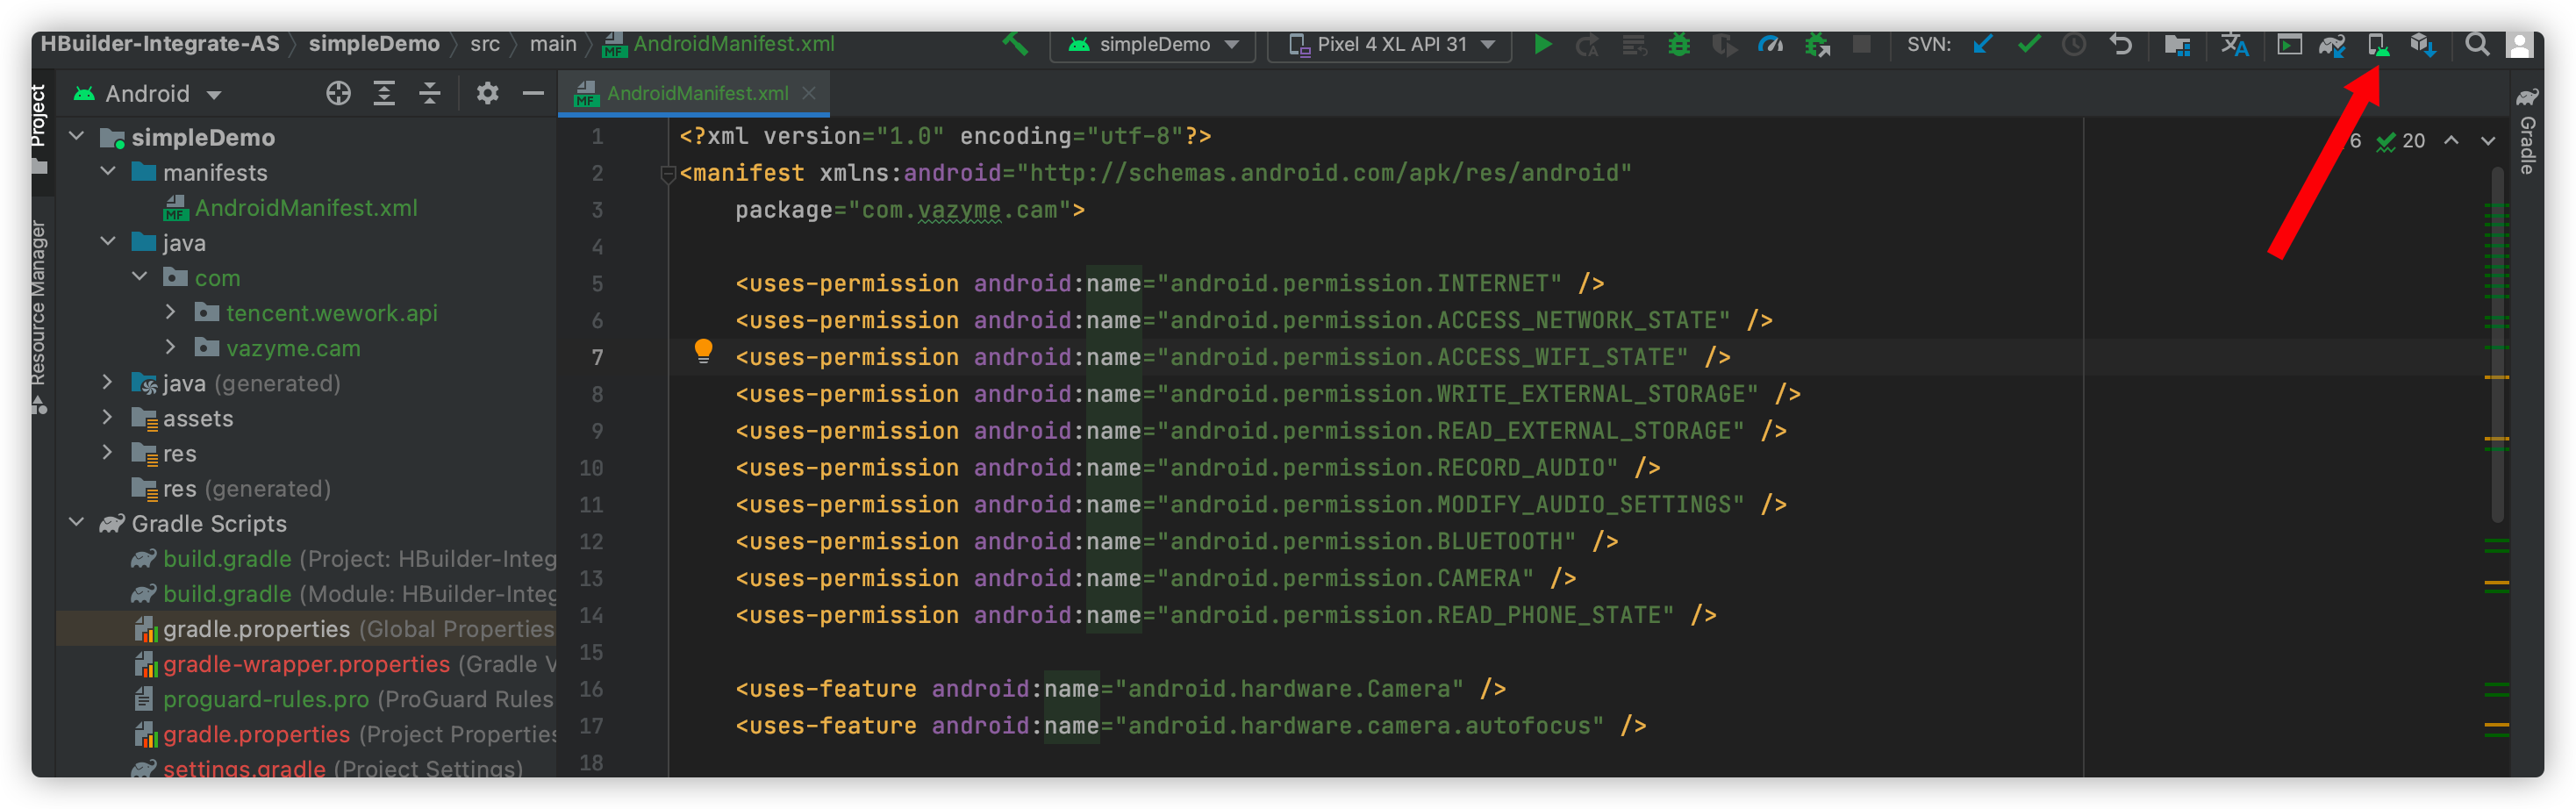 HBuilder-Integrate-AS simpleDemo src main AndroidManifest.xml simpleDemo Pixel 4 XL API 31 SVN:
Project
Resource Manager
Android
simpleDemo
manifests
AndroidManifest.xml
java
com
tencent.wework.api
vazyme.cam
java (generated)
assets
res
res (generated)
Gradle Scripts
build.gradle (Project: HBuilder-Integ
build.gradle (Module: HBuilder-Integ
gradle.properties (Global Properties
gradle-wrapper.properties (Gradle V
proguard-rules.pro (ProGuard Rules
gradle.properties (Project Properties
settings.gradle (Project Settings)
AndroidManifest.xml
6 20
1 <?xml version="1.0" encoding="utf-8"?>
2 <manifest xmlns:android="http://schemas.android.com/apk/res/android"
3 package="com.vazyme.cam">
4
5 <uses-permission android:name="android.permission.INTERNET" />
6 <uses-permission android:name="android.permission.ACCESS_NETWORK_STATE" />
7 <uses-permission android:name="android.permission.ACCESS_WIFI_STATE" />
8 <uses-permission android:name="android.permission.WRITE_EXTERNAL_STORAGE" />
9 <uses-permission android:name="android.permission.READ_EXTERNAL_STORAGE" />
10 <uses-permission android:name="android.permission.RECORD_AUDIO" />
11 <uses-permission android:name="android.permission.MODIFY_AUDIO_SETTINGS" />
12 <uses-permission android:name="android.permission.BLUETOOTH" />
13 <uses-permission android:name="android.permission.CAMERA" />
14 <uses-permission android:name="android.permission.READ_PHONE_STATE" />
15
16 <uses-feature android:name="android.hardware.Camera" />
17 <uses-feature android:name="android.hardware.camera.autofocus" />
18
Gradle